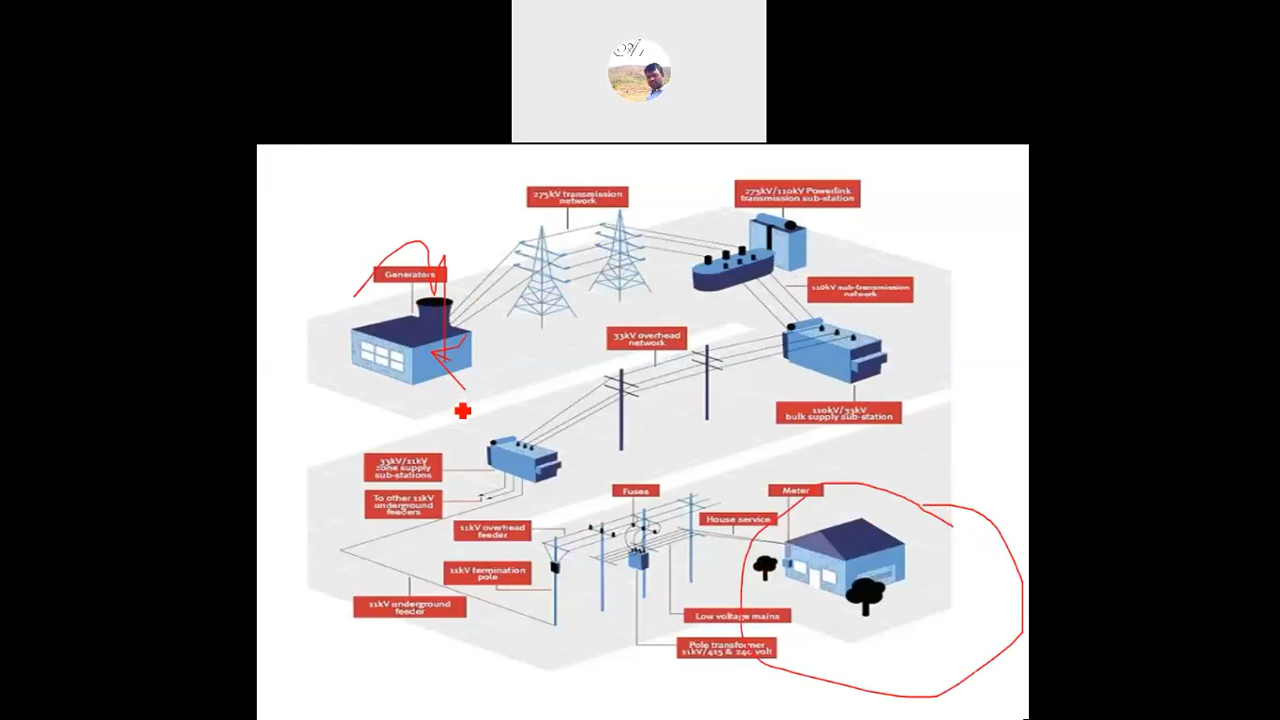 275kV transmission
network
275kV/110kV Powerlink
transmission sub-station
Generators
110kV sub-transmission
network
33kV overhead
network
110kV/33kV
bulk supply sub-station
33kV/11kV
zone supply
sub-stations
To other 11kV
underground
feeders
Fuses
Meter
House service
11kV overhead
feeder
11kV termination
pole
11kV underground
feeder
Low voltage mains
Pole transformer
11kV/415 & 240 volt